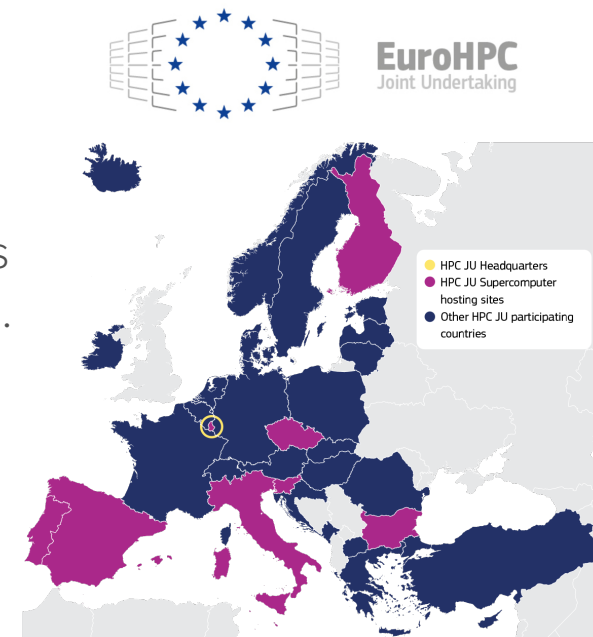 EuroHPC
Joint Undertaking
s
.
HPC JU Headquarters
HPC JU Supercomputer
hosting sites
Other HPC JU participating
countries